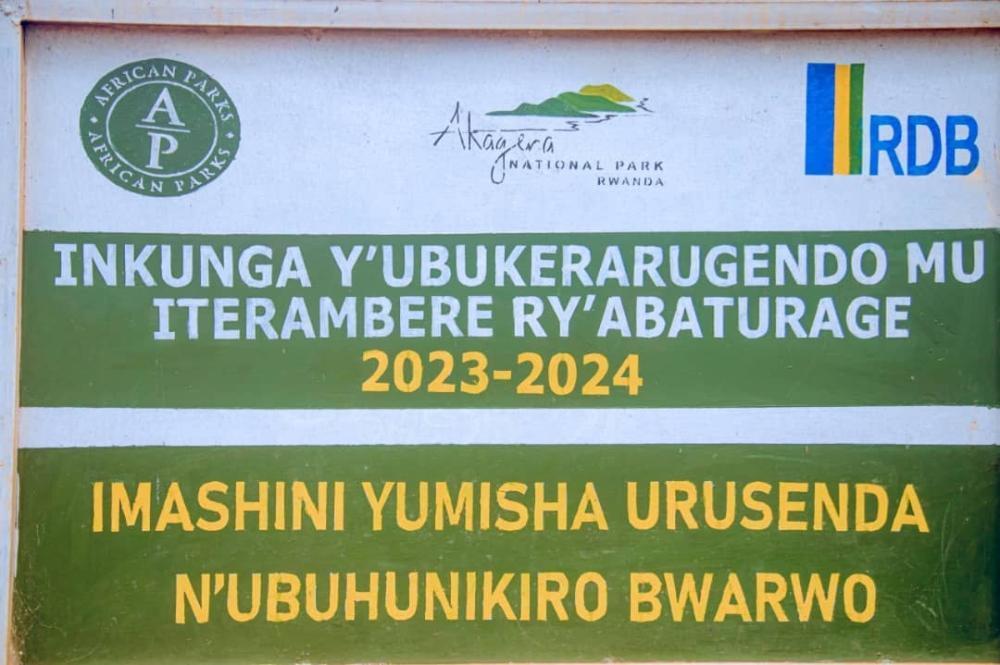 AFRICAN PARKS
AP
AFRICAN PARKS
Akagera
NATIONAL PARK
RWANDA
RDB
INKUNGA Y'UBUKERARUGENDO MU
ITERAMBERE RY'ABATURAGE
2023-2024
IMASHINI YUMISHA URUSENDA
N'UBUHUNIKIRO BWARWO